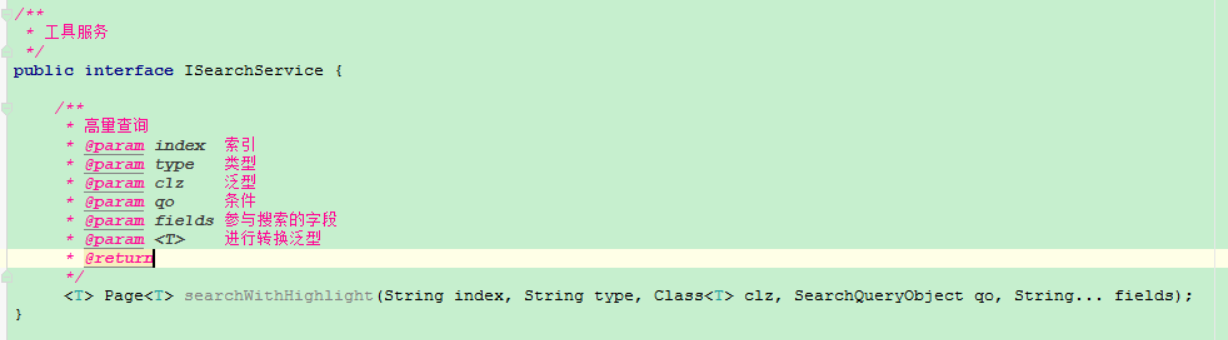 /**
 * 工具服务
 */
public interface ISearchService {
    /**
     * 高量查询
     * @param index  索引
     * @param type   类型
     * @param clz    泛型
     * @param qo     条件
     * @param fields 参与搜索的字段
     * @param <T>    进行转换泛型
     * @return
     */
     <T> Page<T> searchWithHighlight(String index, String type, Class<T> clz, SearchQueryObject qo, String... fields);
}